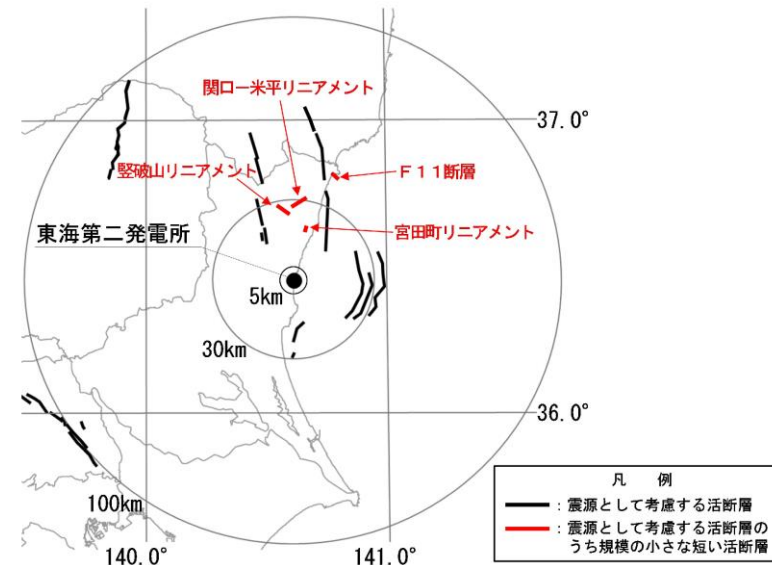 関口ー米平リニアメント
37.0°
竪破山リニアメント
F11断層
東海第二発電所
宮田町リニアメント
5km
30km
36.0°
100km
140.0°
141.0°
凡 例
:震源として考慮する活断層
:震源として考慮する活断層の
うち規模の小さな短い活断層